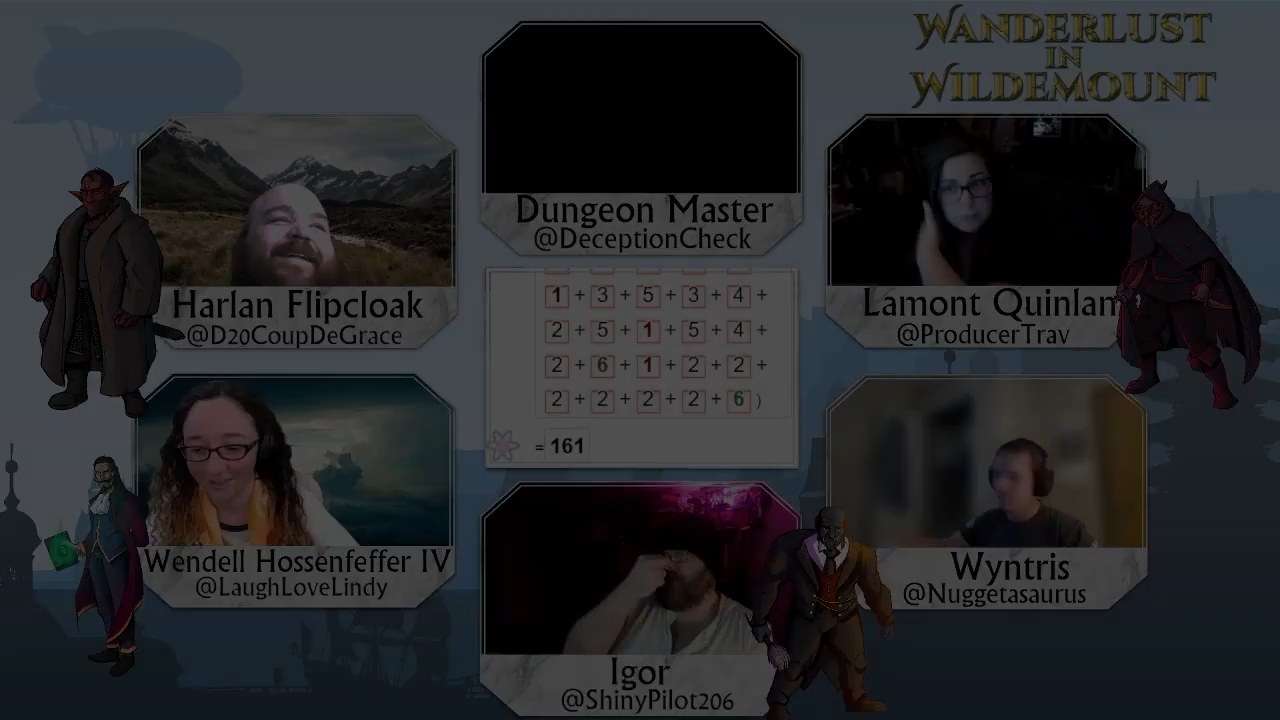 WANDERLUST
IN
WILDEMOUNT
Dungeon Master
@DeceptionCheck
Harlan Flipcloak
@D20CoupDeGrace
Lamont Quinlan
@ProducerTrav
1 + 3 + 5 + 3 + 4 +
2 + 5 + 1 + 5 + 4 +
2 + 6 + 1 + 2 + 2 +
2 + 2 + 2 + 2 + 6 )
= 161
Wendell Hossenfeffer IV
@LaughLoveLindy
Wyntris
@Nuggetasaurus
Igor
@ShinyPilot206